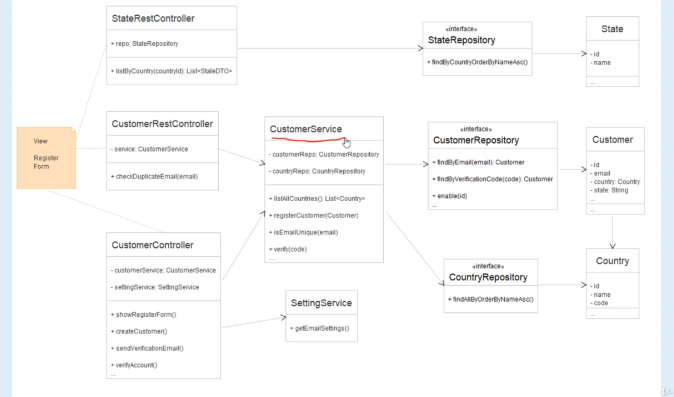 StateRestController
+ repo: StateRepository
+ listByCountry(countryId): List<StateDTO>
«interface»
StateRepository
+ findByCountryOrderByNameAsc()
State
- id
- name
...
View
Register
Form
CustomerRestController
- service: CustomerService
+ checkDuplicateEmail(email)
CustomerService
- customerRepo: CustomerRepository
- countryRepo: CountryRepository
+ listAllCountries(): List<Country>
+ registerCustomer(Customer)
+ isEmailUnique(email)
+ verify(code)
...
«interface»
CustomerRepository
+ findByEmail(email): Customer
+ findByVerificationCode(code): Customer
+ enable(id)
...
Customer
- id
- email
- country: Country
- state: String
...
CustomerController
- customerService: CustomerService
- settingService: SettingService
+ showRegisterForm()
+ createCustomer()
+ sendVerificationEmail()
+ verifyAccount()
...
SettingService
+ getEmailSettings()
«interface»
CountryRepository
+ findAllByOrderByNameAsc()
Country
- id
- name
- code
...